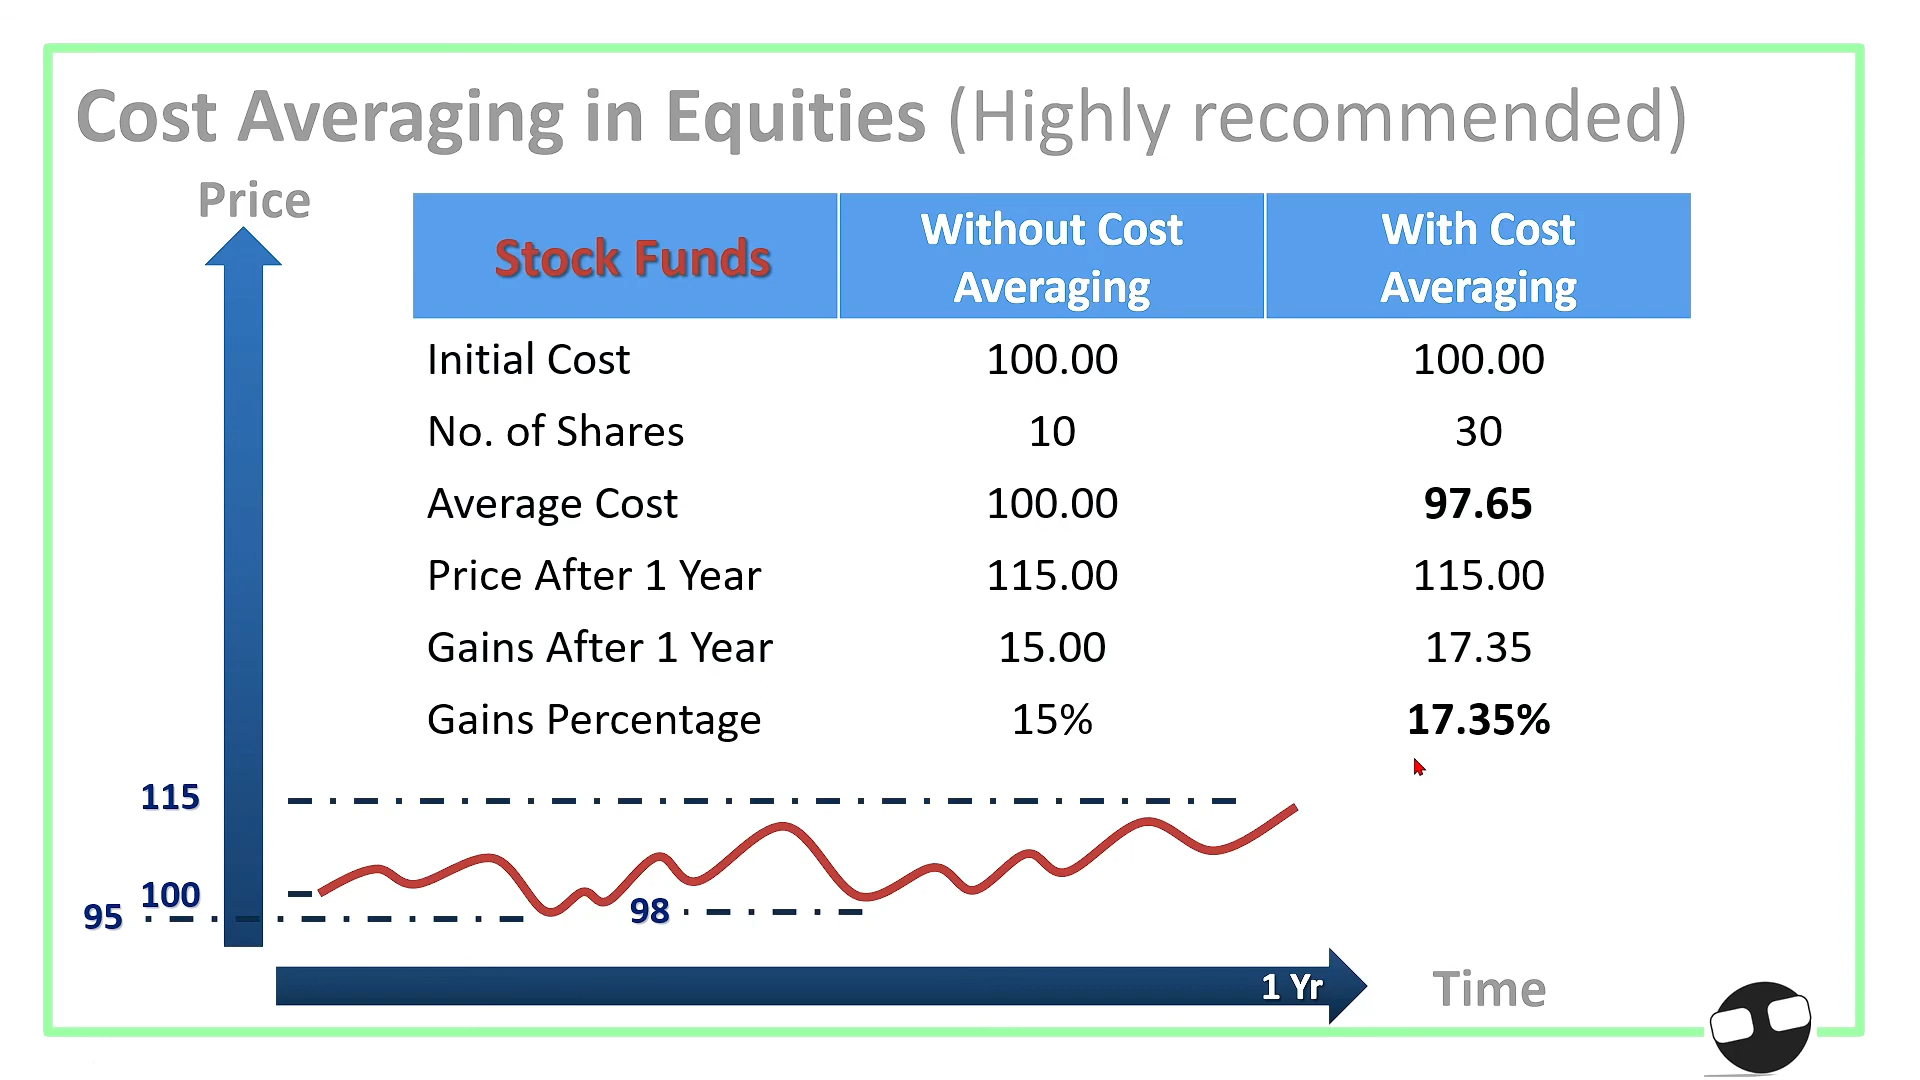 Cost Averaging in Equities (Highly recommended)
Price
Stock Funds
Without Cost
Averaging
With Cost
Averaging
Initial Cost 100.00 100.00
No. of Shares 10 30
Average Cost 100.00 97.65
Price After 1 Year 115.00 115.00
Gains After 1 Year 15.00 17.35
Gains Percentage 15% 17.35%
115
100
95
98
1 Yr
Time